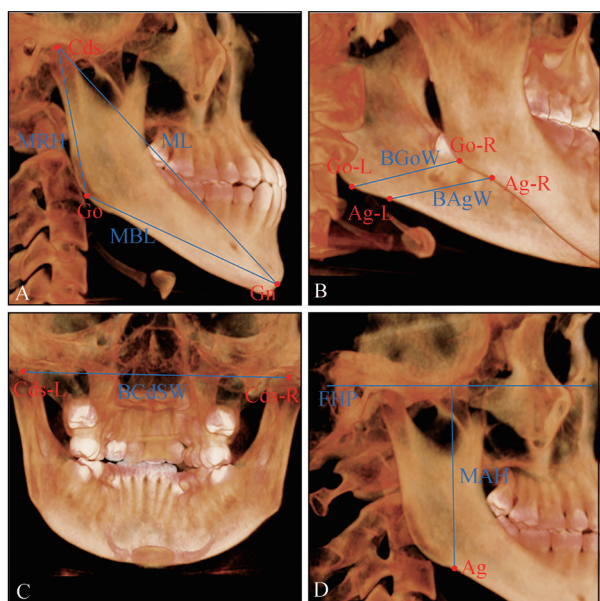 Cds
ML
MRH
Go
MBL
Gn
A
Go-R
BGoW
Go-L
Ag-R
BAgW
Ag-L
B
Cds-L
BCdSW
Cds-R
C
FHP
MAH
Ag
D